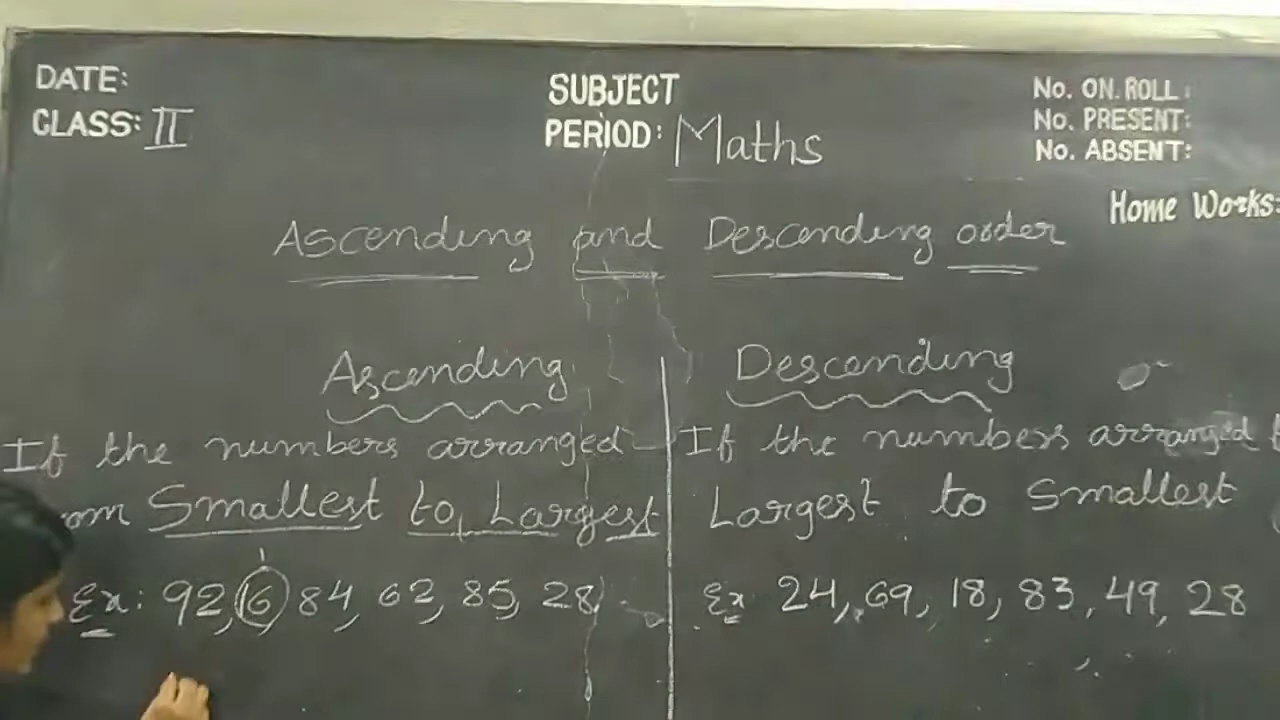 DATE:
CLASS: II
SUBJECT
PERIOD: Maths
No. ON. ROLL:
No. PRESENT:
No. ABSENT:
Home Works:
Ascending and Descending order
Ascending
If the numbers arranged
Smallest to Largest
Ex: 92, 16, 84, 62, 85, 28
Descending
If the numbers arranged
Largest to Smallest
Ex 24, 69, 18, 83, 49, 28